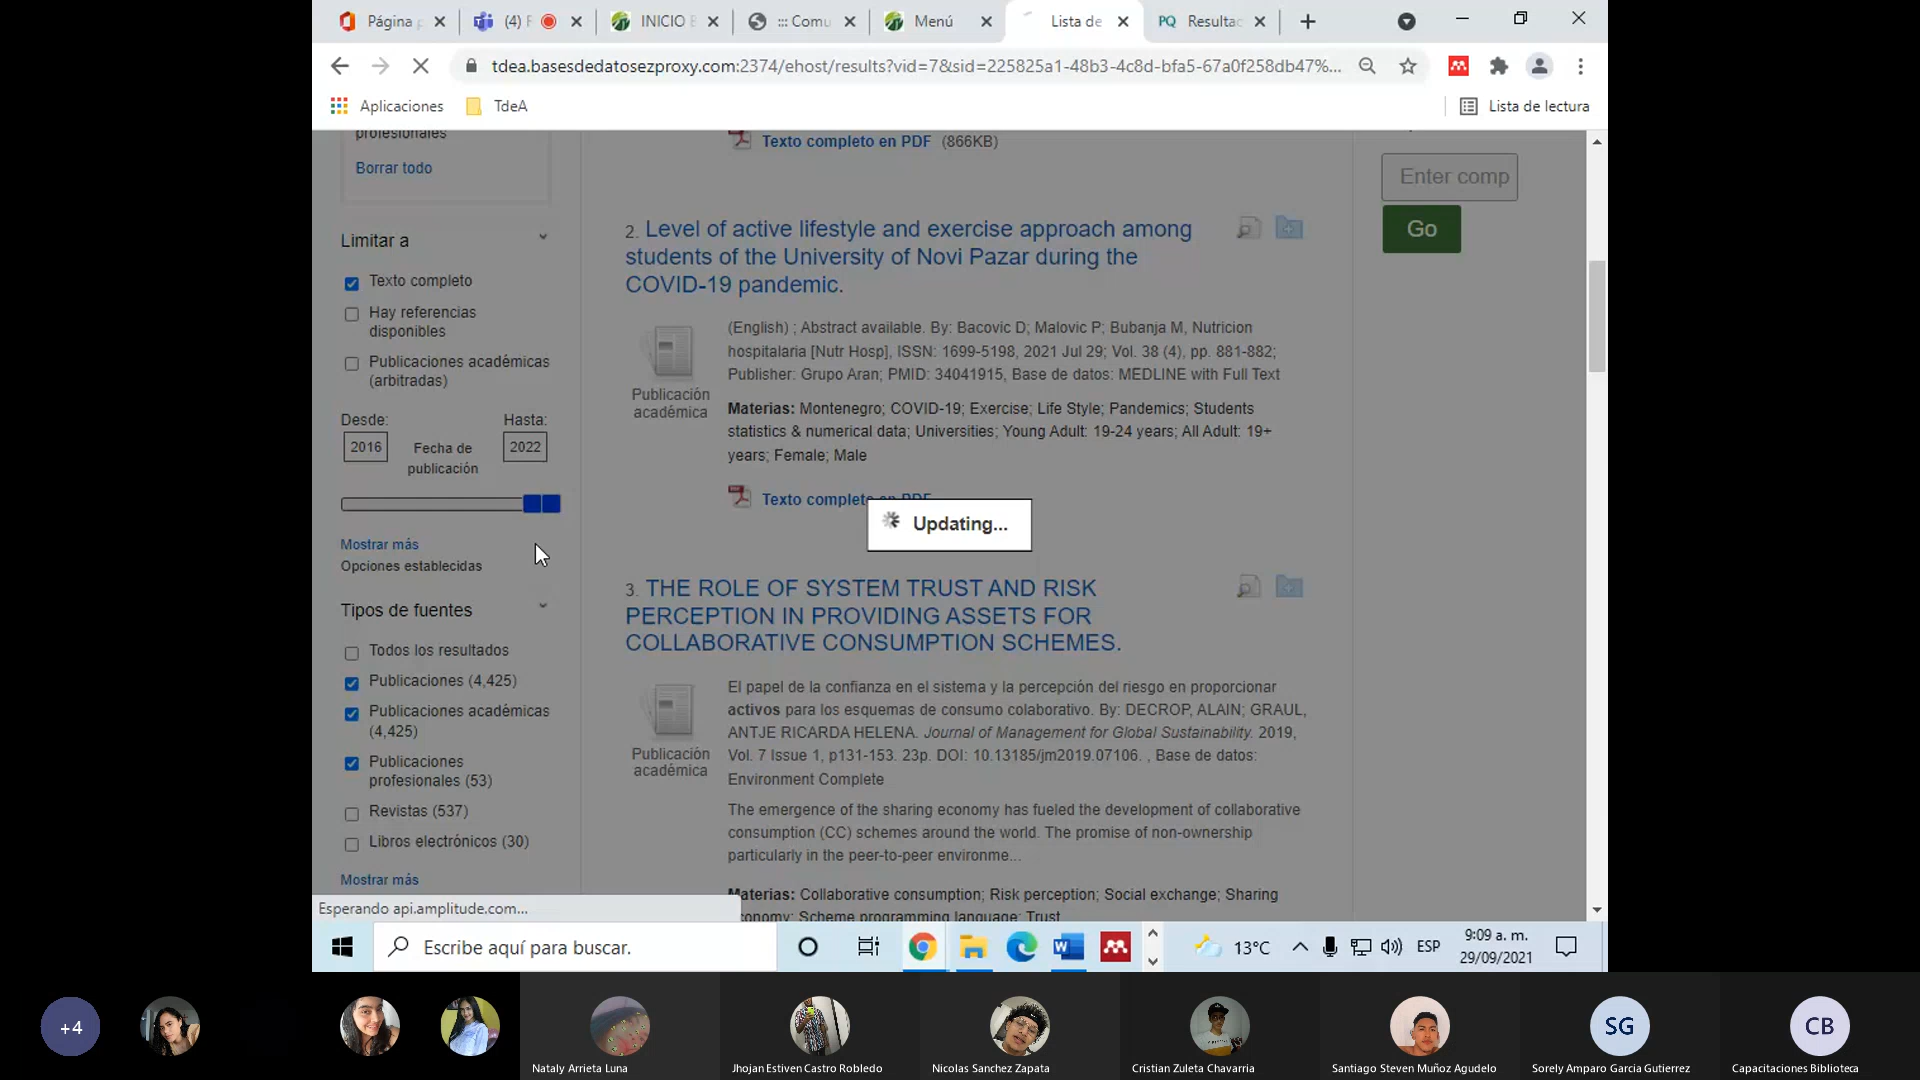 Página
(4)
INICIO
::: Comu
Menú
Lista de
PQ Resultac
tdea.basesdedatosezproxy.com:2374/ehost/results?vid=7&sid=225825a1-48b3-4c8d-bfa5-67a0f258db47%...
Aplicaciones
TdeA
Lista de lectura
profesionales
Borrar todo
Limitar a
Texto completo
Hay referencias
disponibles
Publicaciones académicas
(arbitradas)
Desde:
Hasta:
2016
Fecha de
publicación
2022
Mostrar más
Opciones establecidas
Tipos de fuentes
Todos los resultados
Publicaciones (4,425)
Publicaciones académicas
(4,425)
Publicaciones
profesionales (53)
Revistas (537)
Libros electrónicos (30)
Mostrar más
Esperando api.amplitude.com...
Texto completo en PDF (866KB)
2. Level of active lifestyle and exercise approach among
students of the University of Novi Pazar during the
COVID-19 pandemic.
Publicación
académica
(English) ; Abstract available. By: Bacovic D; Malovic P; Bubanja M, Nutricion
hospitalaria [Nutr Hosp], ISSN: 1699-5198, 2021 Jul 29; Vol. 38 (4), pp. 881-882;
Publisher: Grupo Aran; PMID: 34041915, Base de datos: MEDLINE with Full Text
Materias: Montenegro; COVID-19; Exercise; Life Style; Pandemics; Students
statistics & numerical data; Universities; Young Adult: 19-24 years; All Adult: 19+
years; Female; Male
Texto completo en PDF
Updating...
3. THE ROLE OF SYSTEM TRUST AND RISK
PERCEPTION IN PROVIDING ASSETS FOR
COLLABORATIVE CONSUMPTION SCHEMES.
Publicación
académica
El papel de la confianza en el sistema y la percepción del riesgo en proporcionar
activos para los esquemas de consumo colaborativo. By: DECROP, ALAIN; GRAUL,
ANTJE RICARDA HELENA. Journal of Management for Global Sustainability. 2019,
Vol. 7 Issue 1, p131-153. 23p. DOI: 10.13185/jm2019.07106. , Base de datos:
Environment Complete
The emergence of the sharing economy has fueled the development of collaborative
consumption (CC) schemes around the world. The promise of non-ownership
particularly in the peer-to-peer environme...
Materias: Collaborative consumption; Risk perception; Social exchange; Sharing
economy; Scheme programming language; Trust
Enter comp
Go
Escribe aquí para buscar.
13°C
ESP
9:09 a. m.
29/09/2021
+4
Nataly Arrieta Luna
Jhojan Estiven Castro Robledo
Nicolas Sanchez Zapata
Cristian Zuleta Chavarria
Santiago Steven Muñoz Agudelo
SG
Sorely Amparo Garcia Gutierrez
CB
Capacitaciones Biblioteca